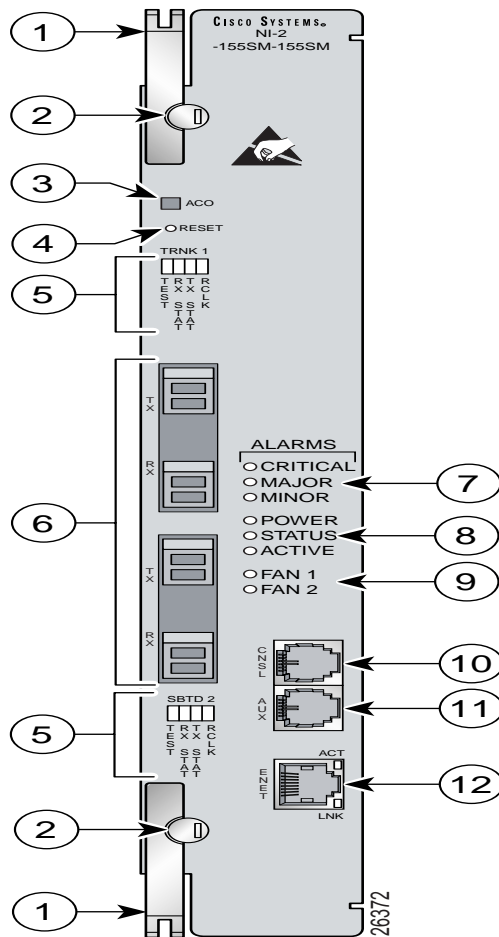 CISCO SYSTEMS®
NI-2
-155SM-155SM
1
2
3
ACO
4
RESET
TRNK 1
5
TEST
RX STAT
TX STAT
RCLK
6
TX
RX
TX
RX
ALARMS
CRITICAL
MAJOR
MINOR
7
POWER
STATUS
ACTIVE
8
FAN 1
FAN 2
9
CNSL
10
AUX
11
SBTD 2
5
TEST
RX STAT
TX STAT
RCLK
ACT
ENET
12
LNK
2
1
26372